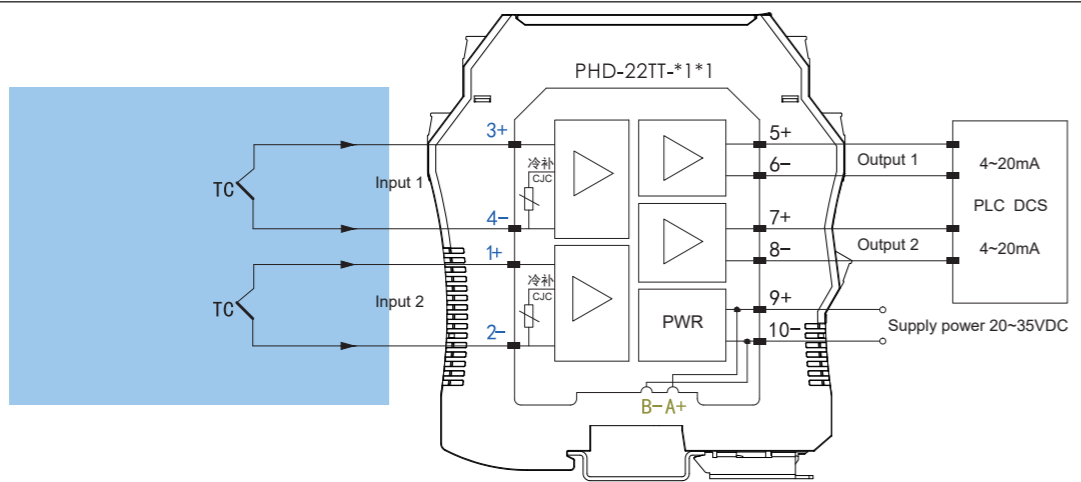 PHD-22TT-*1*1
3+
5+
冷补
CJC
6-
Output 1
4~20mA
TC
Input 1
4-
7+
PLC DCS
1+
8-
Output 2
4~20mA
冷补
CJC
TC
Input 2
9+
PWR
Supply power 20~35VDC
2-
10-
B-A+